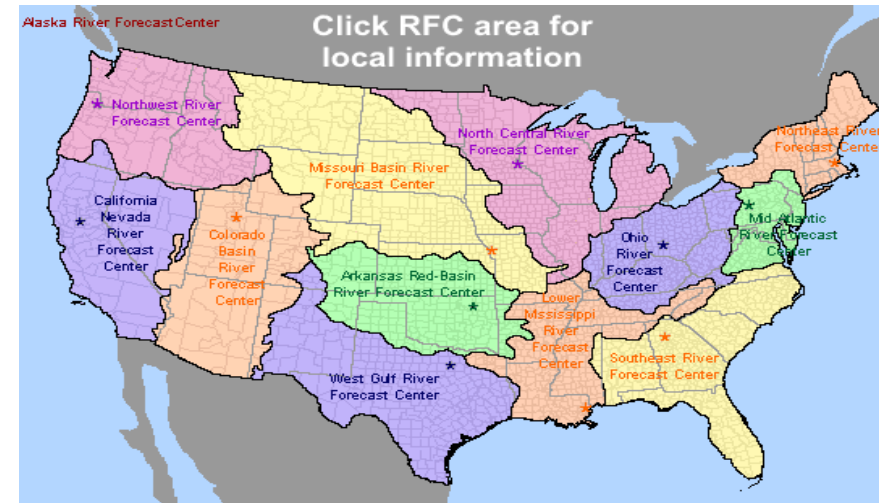 Alaska River Forecast Center
Click RFC area for
local information
Northwest River
Forecast Center
North Central River
Forecast Center
Northeast River
Forecast Center
Missouri Basin River
Forecast Center
California
Nevada
River
Forecast
Center
Colorado
Basin
River
Forecast
Center
Mid-Atlantic
River Forecast
Center
Ohio
River
Forecast
Center
Arkansas Red-Basin
River Forecast Center
Lower
Mississippi
River
Forecast
Center
Southeast River
Forecast Center
West Gulf River
Forecast Center